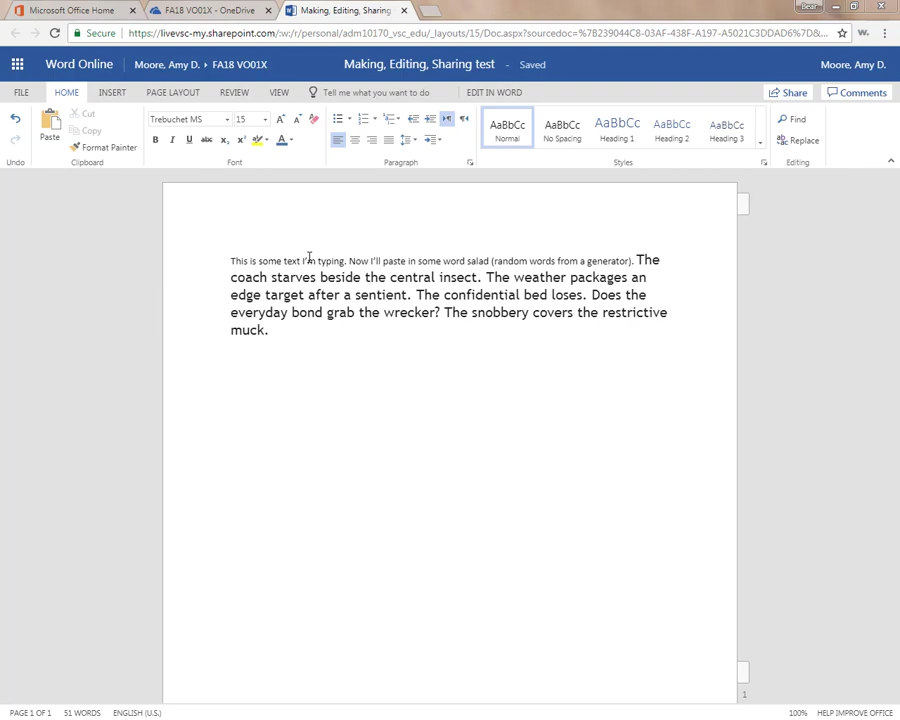 Microsoft Office Home
FA18 VO01X - OneDrive
Making, Editing, Sharing
Bear
Secure
https://livevsc-my.sharepoint.com/:w:/r/personal/adm10170_vsc_edu/_layouts/15/Doc.aspx?sourcedoc=%7B239044C8-03AF-438F-A197-A5021C3DDAD6%7D&...
Word Online
Moore, Amy D. ▸ FA18 VO01X
Making, Editing, Sharing test - Saved
Moore, Amy D.
FILE HOME INSERT PAGE LAYOUT REVIEW VIEW Tell me what you want to do EDIT IN WORD Share Comments
Undo
Paste
Cut
Copy
Format Painter
Clipboard
Trebuchet MS 15
B I U abc x₂ x² A
Font
Paragraph
AaBbCc AaBbCc AaBbCc AaBbCc AaBbCc
Normal No Spacing Heading 1 Heading 2 Heading 3
Styles
Find
Replace
Editing
This is some text I'm typing. Now I'll paste in some word salad (random words from a generator). The
coach starves beside the central insect. The weather packages an
edge target after a sentient. The confidential bed loses. Does the
everyday bond grab the wrecker? The snobbery covers the restrictive
muck.
1
PAGE 1 OF 1 51 WORDS ENGLISH (U.S.) 100% HELP IMPROVE OFFICE